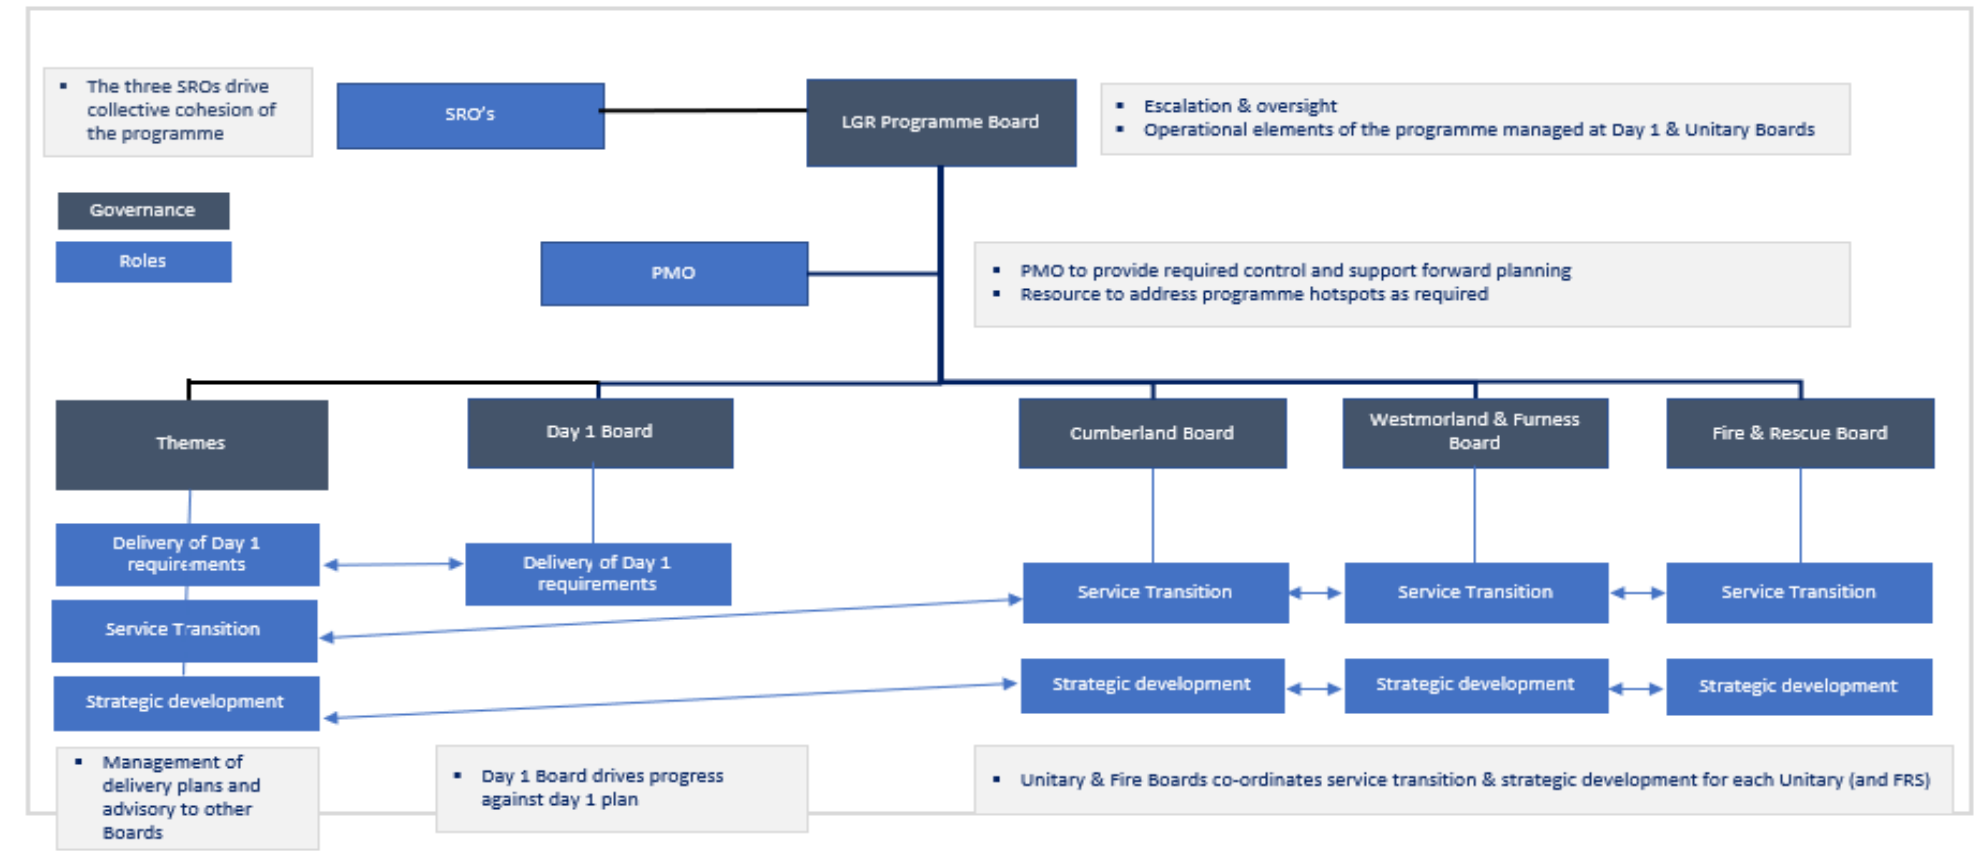 The three SROs drive
collective cohesion of
the programme
SRO's
LGR Programme Board
Escalation & oversight
Operational elements of the programme managed at Day 1 & Unitary Boards
Governance
Roles
PMO
PMO to provide required control and support forward planning
Resource to address programme hotspots as required
Themes
Day 1 Board
Cumberland Board
Westmorland & Furness
Board
Fire & Rescue Board
Delivery of Day 1
requirements
Delivery of Day 1
requirements
Service Transition
Service Transition
Service Transition
Service Transition
Strategic development
Strategic development
Strategic development
Strategic development
Management of
delivery plans and
advisory to other
Boards
Day 1 Board drives progress
against day 1 plan
Unitary & Fire Boards co-ordinates service transition & strategic development for each Unitary (and FRS)